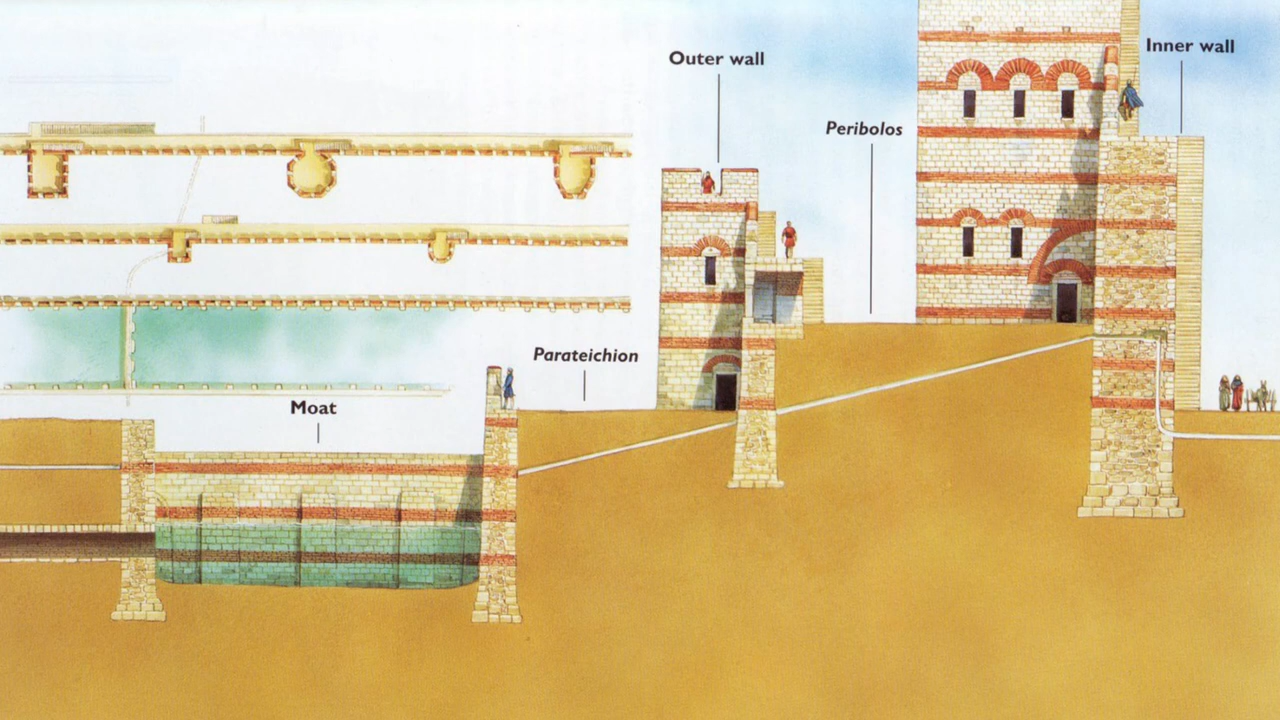 Outer wall
Inner wall
Peribolos
Parateichion
Moat